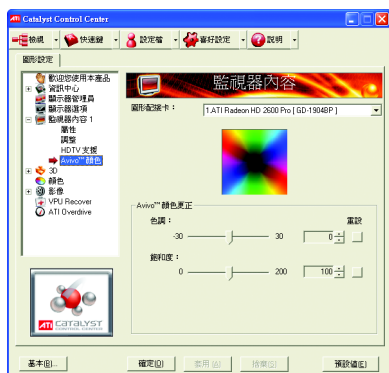 ATI Catalyst Control Center
檢視
快速鍵
設定檔
喜好設定
說明
圖形設定
歡迎您使用本產品
資訊中心
顯示器管理員
顯示器選項
監視器內容 1
屬性
調整
HDTV 支援
Avivo™ 顏色
3D
顏色
影像
VPU Recover
ATI Overdrive
ATI CATALYST
CONTROL CENTER
監視器內容
圖形配接卡：
1.ATI Radeon HD 2600 Pro [ GD-1904BP ]
Avivo™ 顏色更正
色調：
重設
-30
30
0
飽和度：
0
200
100
基本(B)...
確定(O)
套用(A)
捨棄(D)
預設值(E)